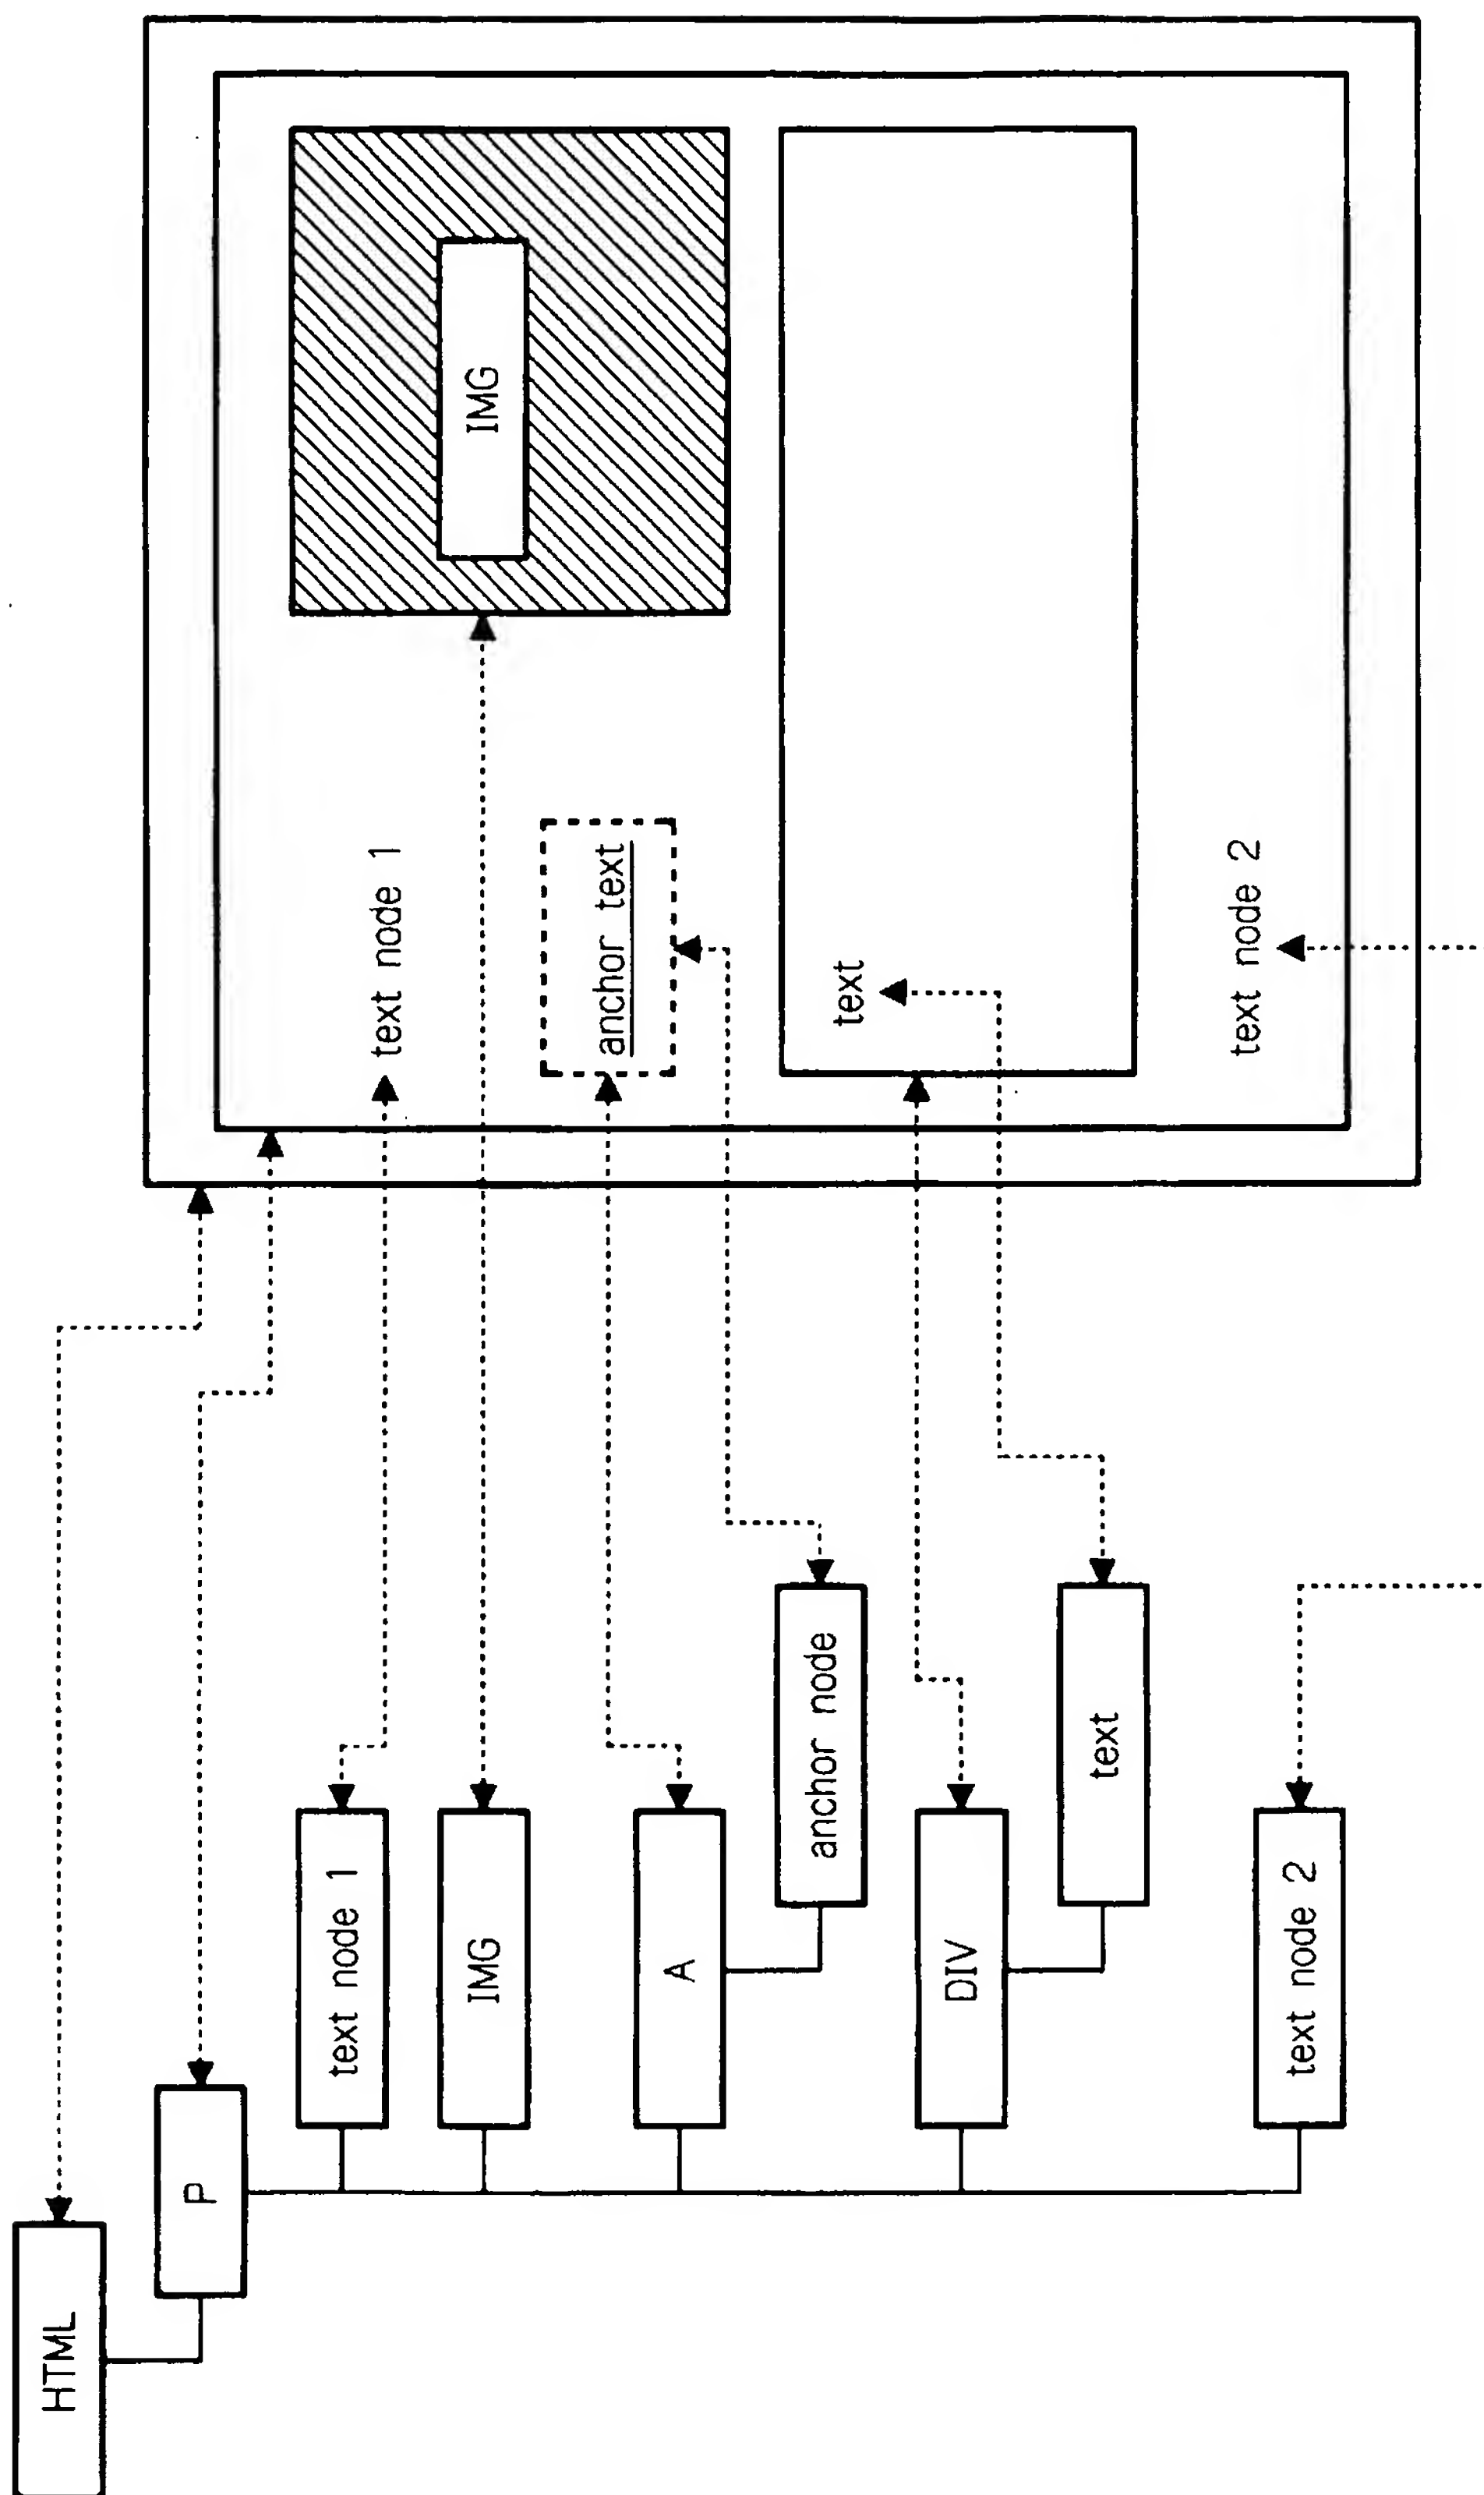 HTML
P
text node 1
IMG
A
anchor node
DIV
text
text node 2
text node 1
IMG
anchor text
text
text node 2